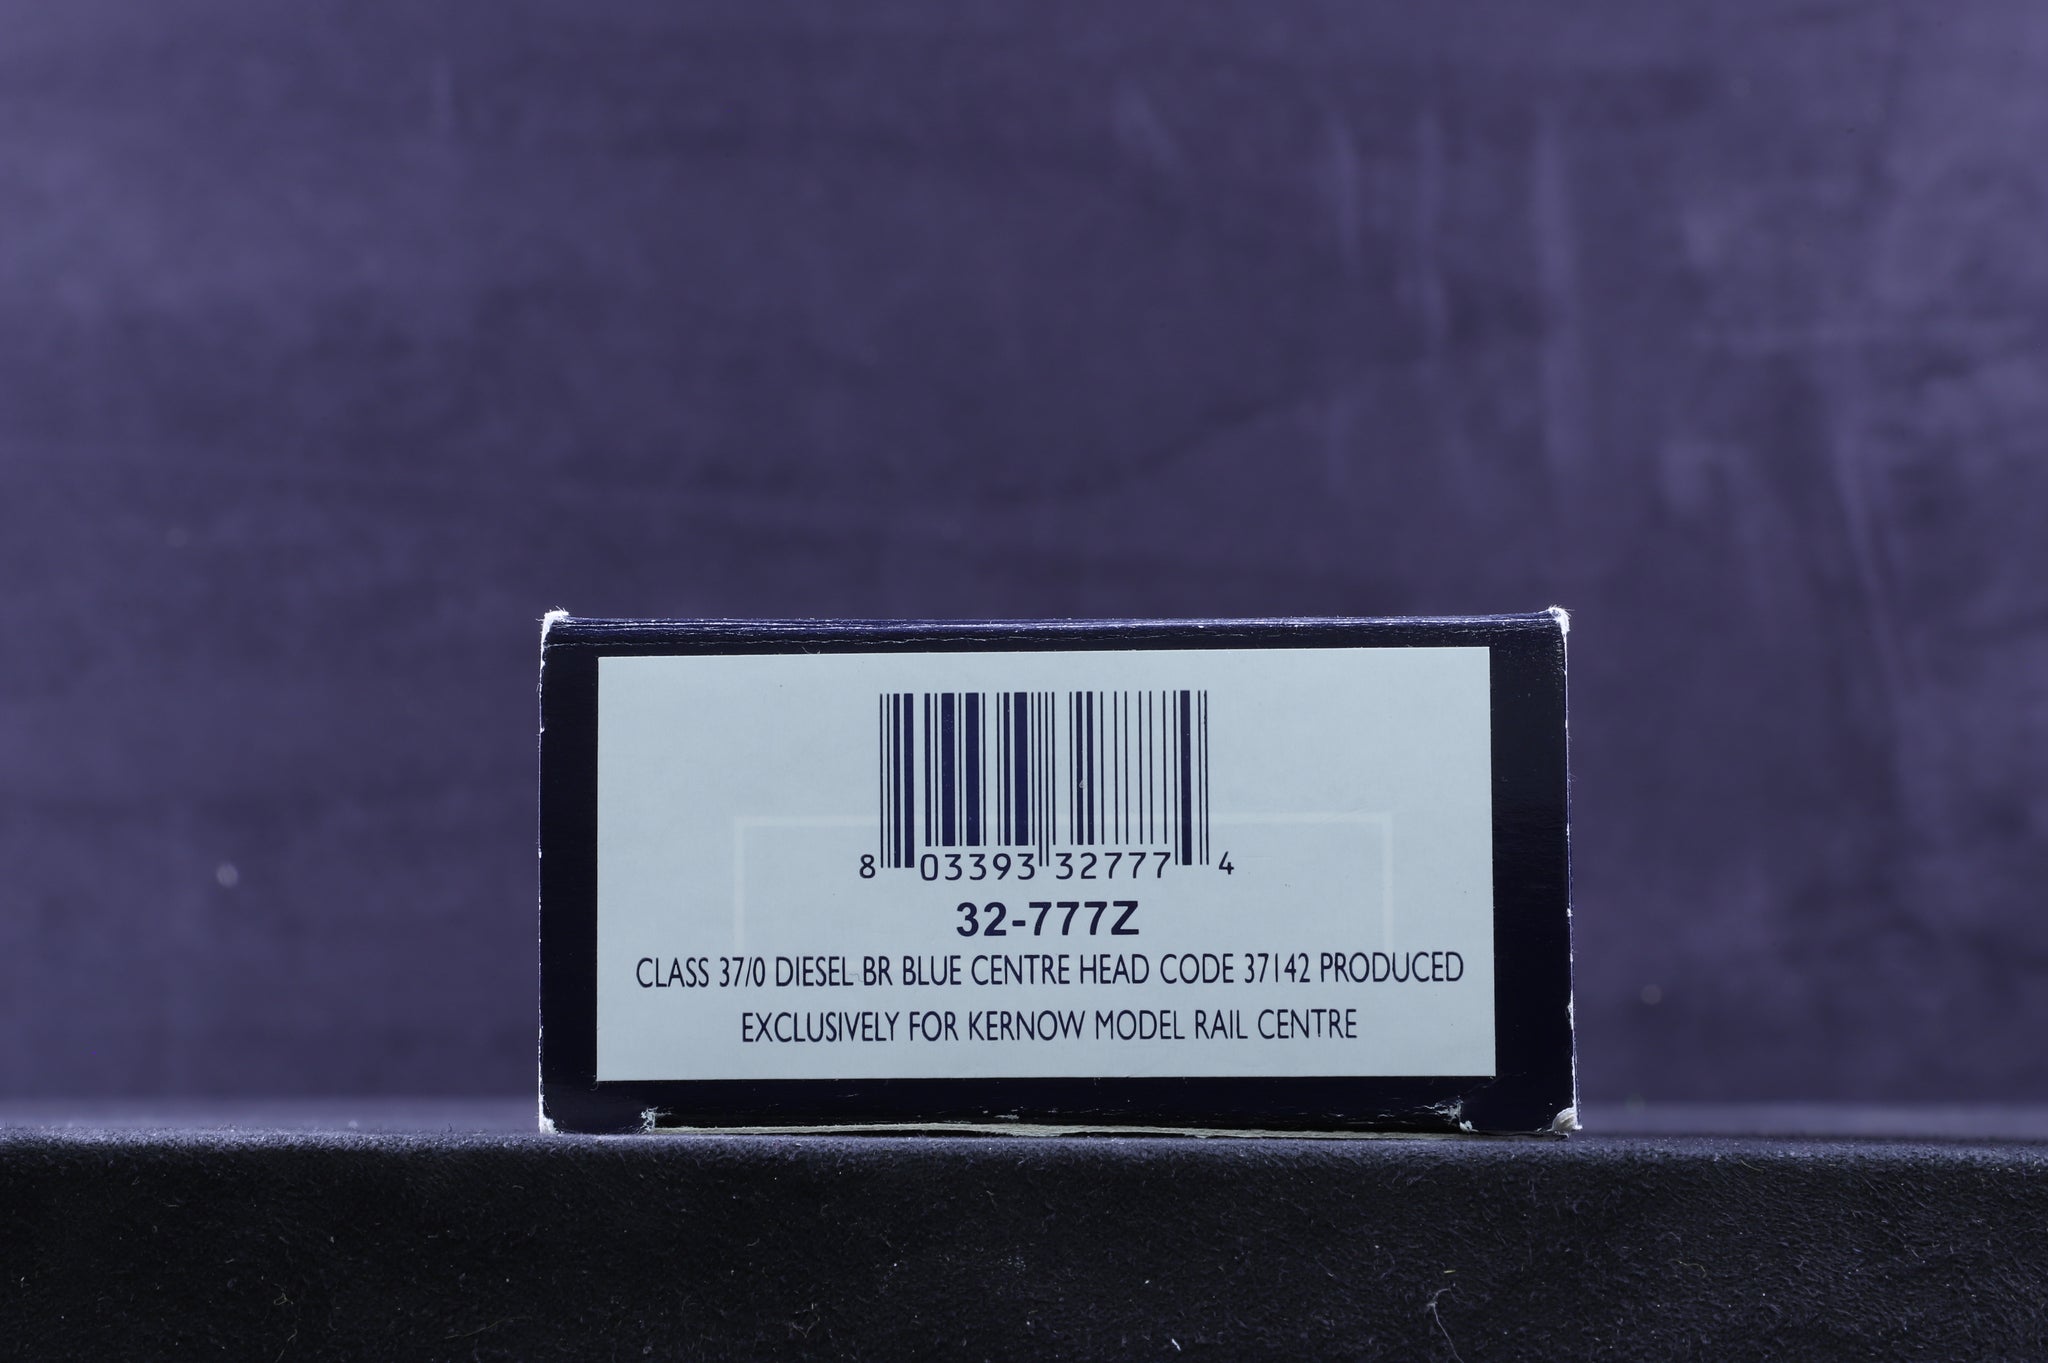 8 03393 32777 4
32-777Z
CLASS 37/0 DIESEL BR BLUE CENTRE HEAD CODE 37142 PRODUCED
EXCLUSIVELY FOR KERNOW MODEL RAIL CENTRE